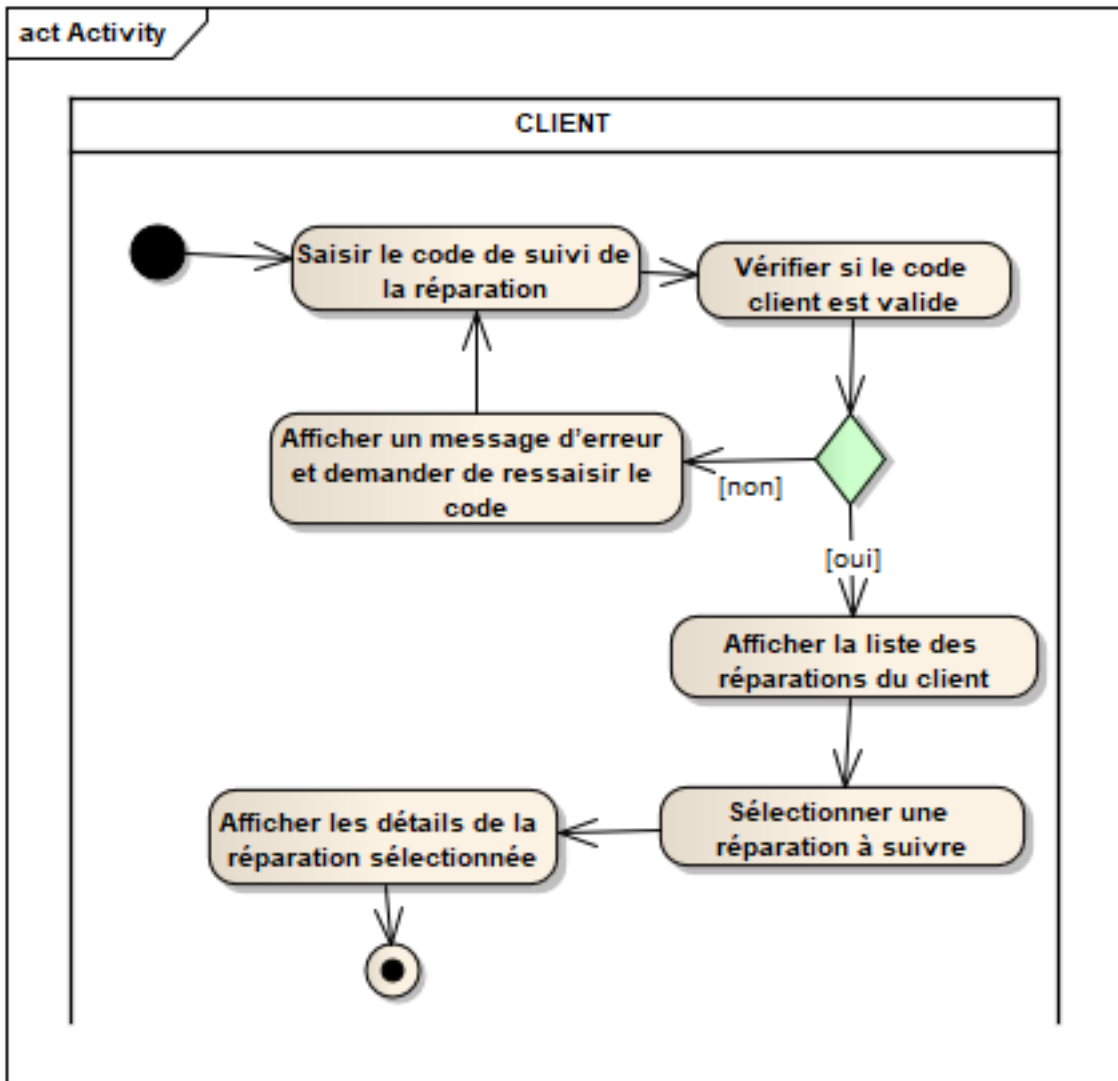 act Activity
CLIENT
Saisir le code de suivi de
la réparation
Vérifier si le code
client est valide
Afficher un message d'erreur
et demander de ressaisir le
code
[non]
[oui]
Afficher la liste des
réparations du client
Sélectionner une
réparation à suivre
Afficher les détails de la
réparation sélectionnée